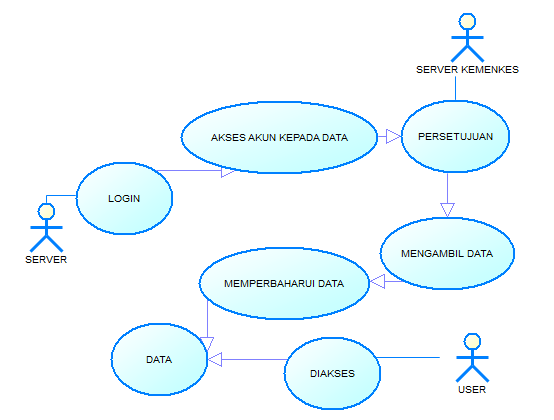 SERVER KEMENKES
AKSES AKUN KEPADA DATA
PERSETUJUAN
LOGIN
SERVER
MENGAMBIL DATA
MEMPERBAHARUI DATA
DATA
DIAKSES
USER